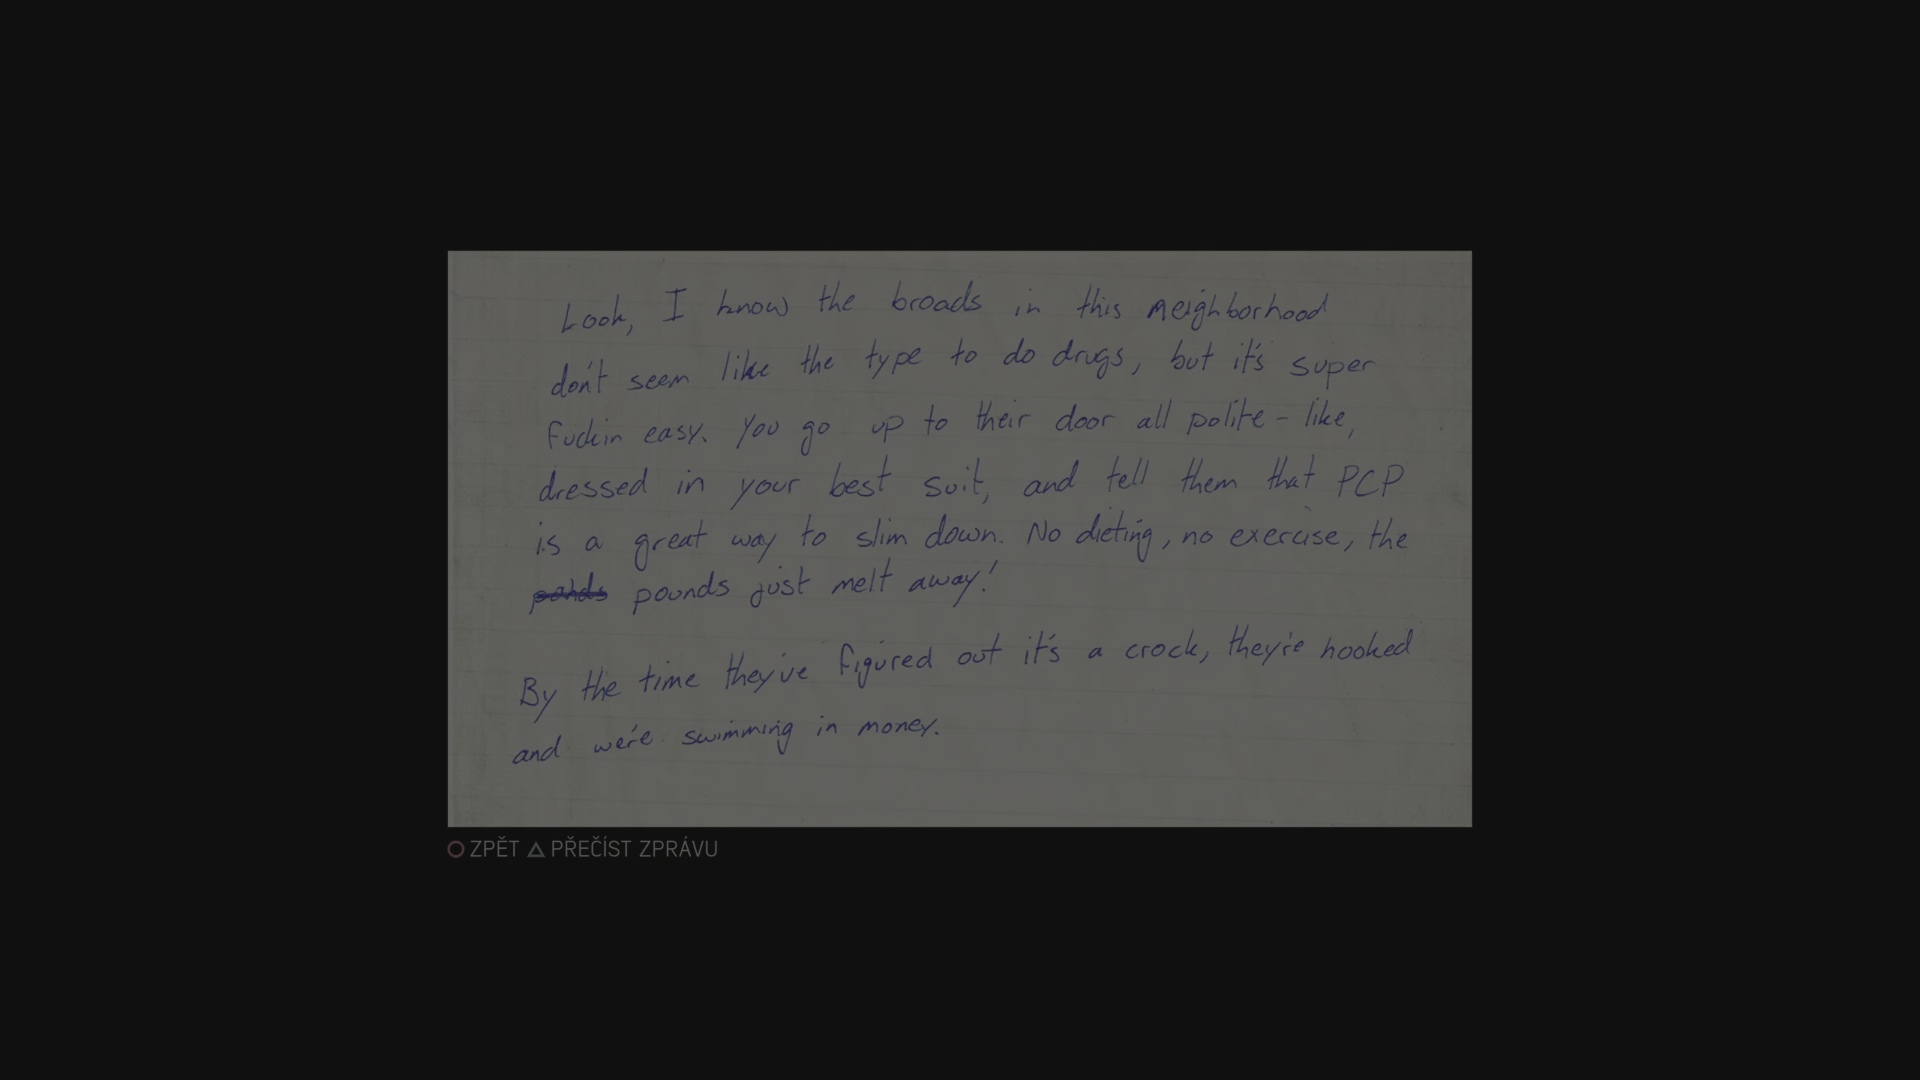 Look, I know the broads in this neighborhood
don't seem like the type to do drugs, but it's super
fuckin easy. You go up to their door all polite-like,
dressed in your best suit, and tell them that PCP
is a great way to slim down. No dieting, no exercise, the
pounds just melt away!
By the time they've figured out it's a crock, they're hooked
and we're swimming in money.
ZPĚT PŘEČÍST ZPRÁVU